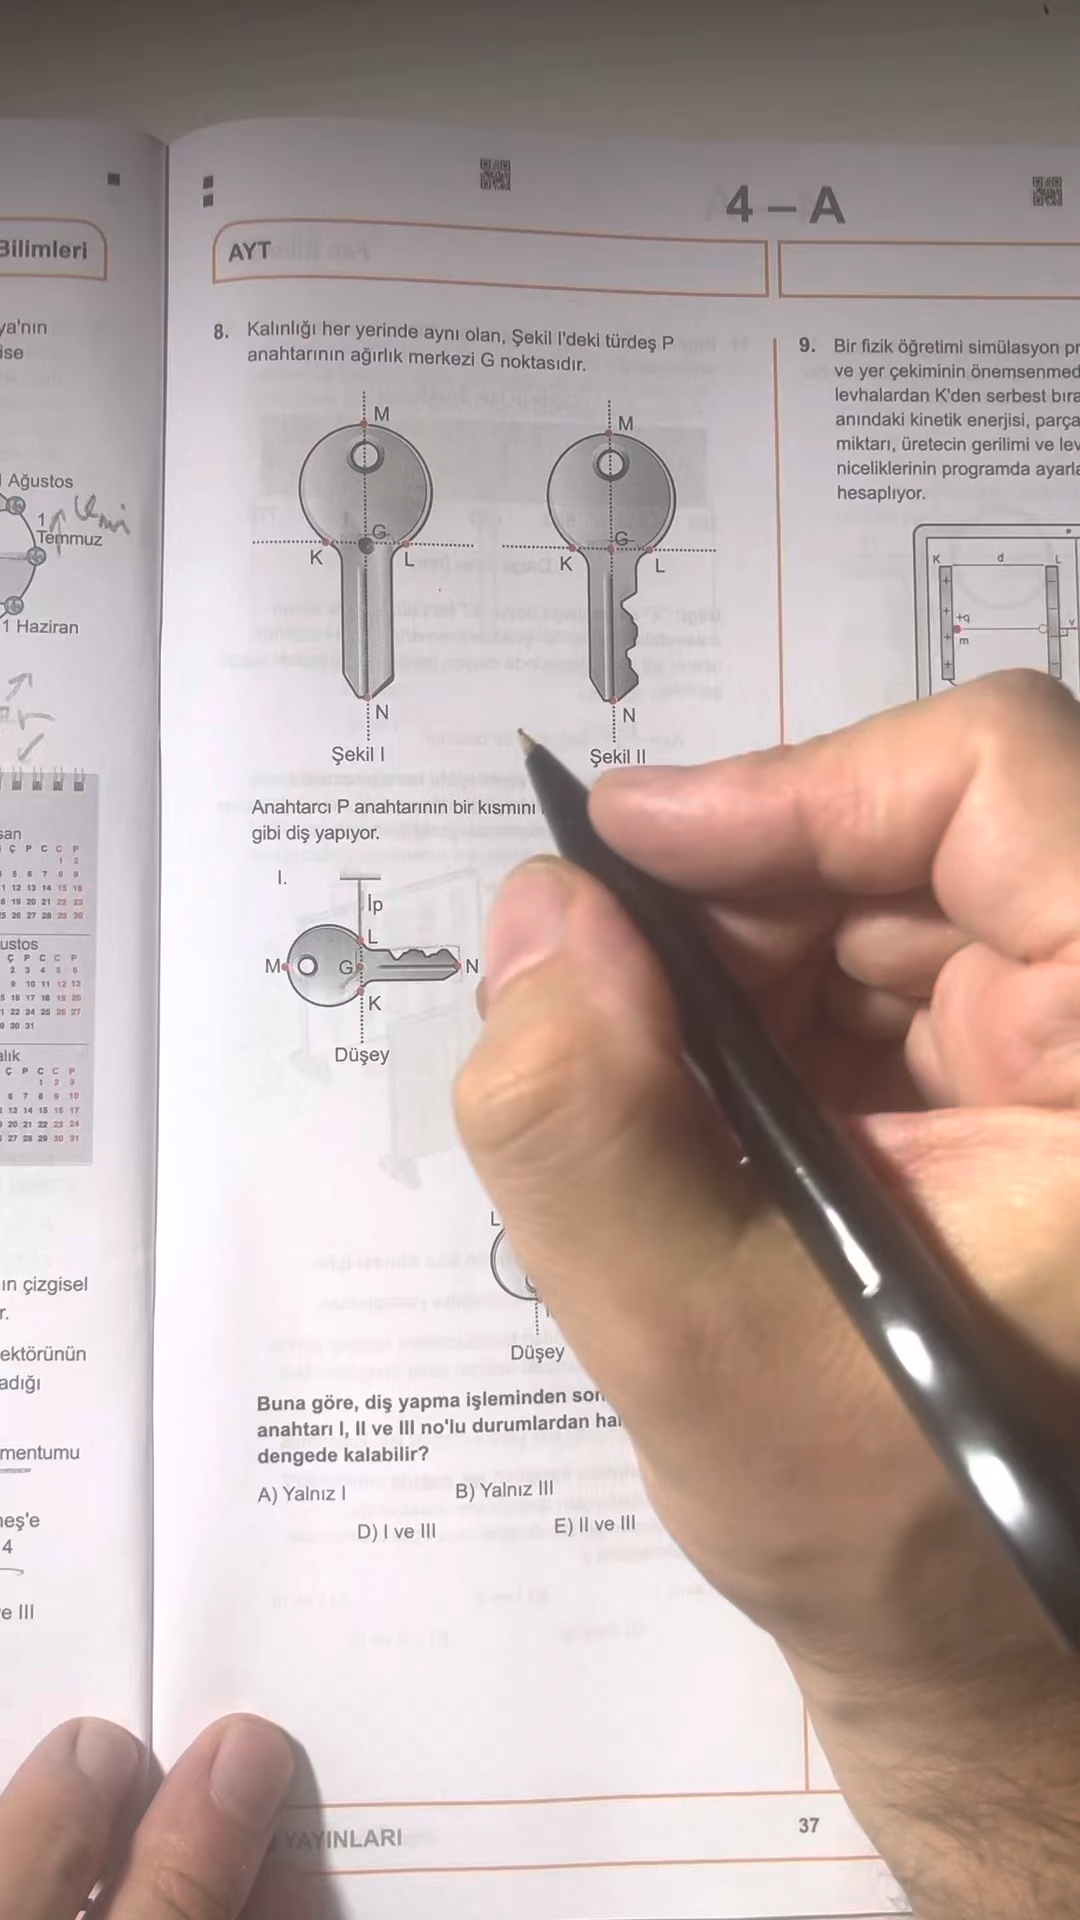 Bilimleri
ya'nın
ise
Ağustos
1
Temmuz
1 Haziran
san
ustos
alık
ın çizgisel
r.
ektörünün
adığı
mentumu
neş'e
4
e III
4 – A
AYT
8. Kalınlığı her yerinde aynı olan, Şekil I'deki türdeş P
anahtarının ağırlık merkezi G noktasıdır.
M
K
G
L
N
Şekil I
M
K
G
L
N
Şekil II
Anahtarcı P anahtarının bir kısmını
gibi diş yapıyor.
I.
İp
L
M
G
N
K
Düşey
L
Düşey
Buna göre, diş yapma işleminden son
anahtarı I, II ve III no'lu durumlardan han
dengede kalabilir?
A) Yalnız I
B) Yalnız III
D) I ve III
E) II ve III
YAYINLARI
37
9. Bir fizik öğretimi simülasyon pr
ve yer çekiminin önemsenmed
levhalardan K'den serbest bıra
anındaki kinetik enerjisi, parça
miktarı, üretecin gerilimi ve lev
niceliklerinin programda ayarla
hesaplıyor.
K
d
L
+q
m
v